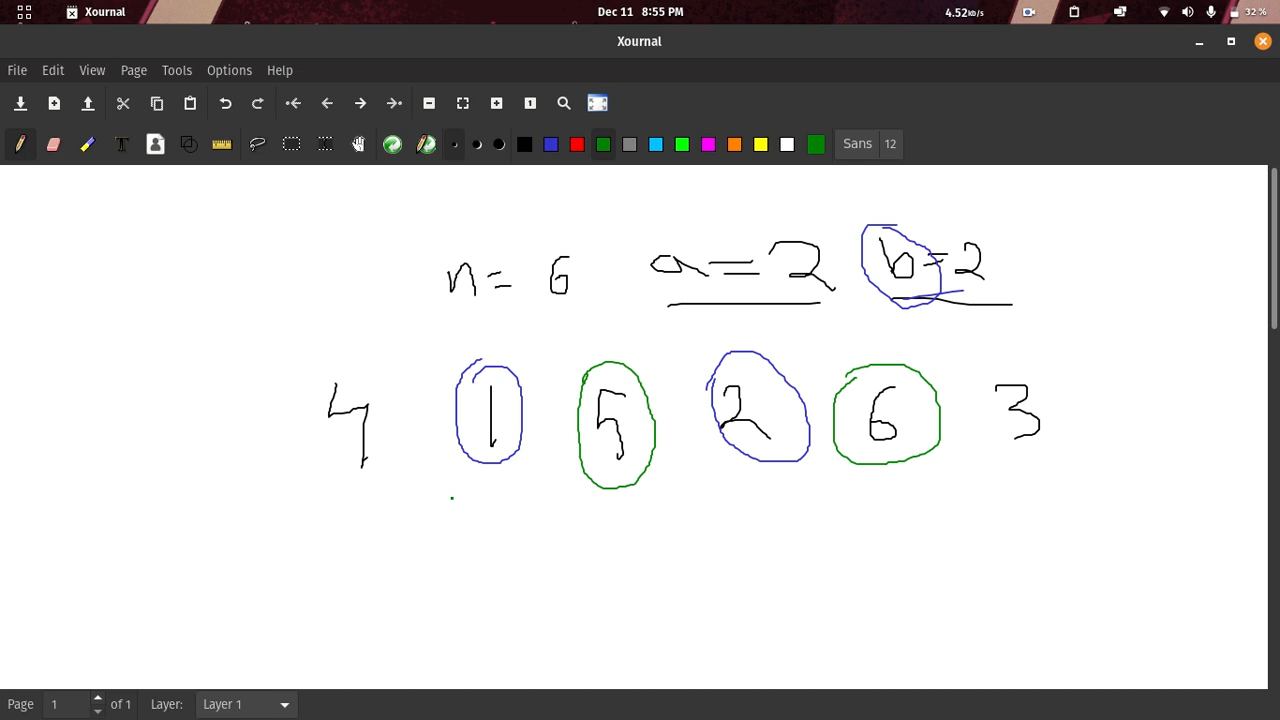 Xournal
Dec 11 8:55 PM
4.52kb/s
32 %
Xournal
File Edit View Page Tools Options Help
Sans 12
n = 6 a = 2 b = 2
4 1 5 2 6 3
Page 1 of 1 Layer: Layer 1